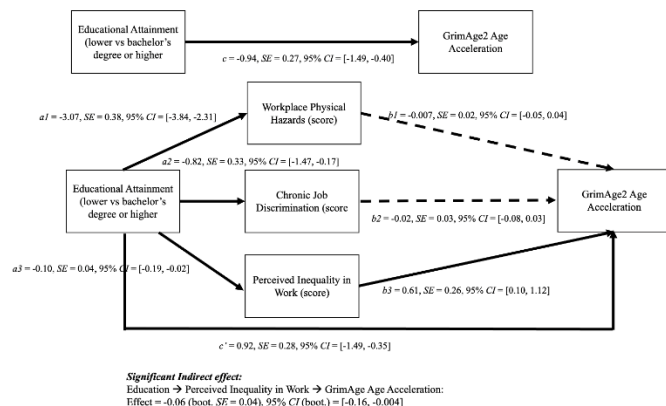 Educational Attainment
(lower vs bachelor's
degree or higher
GrimAge2 Age
Acceleration
c = -0.94, SE = 0.27, 95% CI = [-1.49, -0.40]
a1 = -3.07, SE = 0.38, 95% CI = [-3.84, -2.31]
Workplace Physical
Hazards (score)
b1 = -0.007, SE = 0.02, 95% CI = [-0.05, 0.04]
a2 = -0.82, SE = 0.33, 95% CI = [-1.47, -0.17]
Educational Attainment
(lower vs bachelor's
degree or higher
Chronic Job
Discrimination (score
GrimAge2 Age
Acceleration
b2 = -0.02, SE = 0.03, 95% CI = [-0.08, 0.03]
a3 = -0.10, SE = 0.04, 95% CI = [-0.19, -0.02]
Perceived Inequality in
Work (score)
b3 = 0.61, SE = 0.26, 95% CI = [0.10, 1.12]
c' = 0.92, SE = 0.28, 95% CI = [-1.49, -0.35]
Significant Indirect effect:
Education → Perceived Inequality in Work → GrimAge Age Acceleration:
Effect = -0.06 (boot. SE = 0.04), 95% CI (boot.) = [-0.16, -0.004]